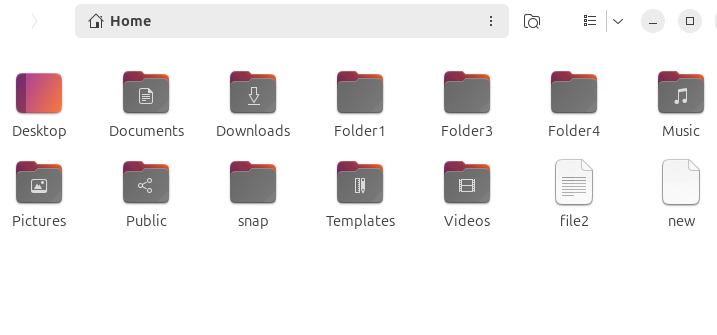 Home
Desktop Documents Downloads Folder1 Folder3 Folder4 Music
Pictures Public snap Templates Videos file2 new